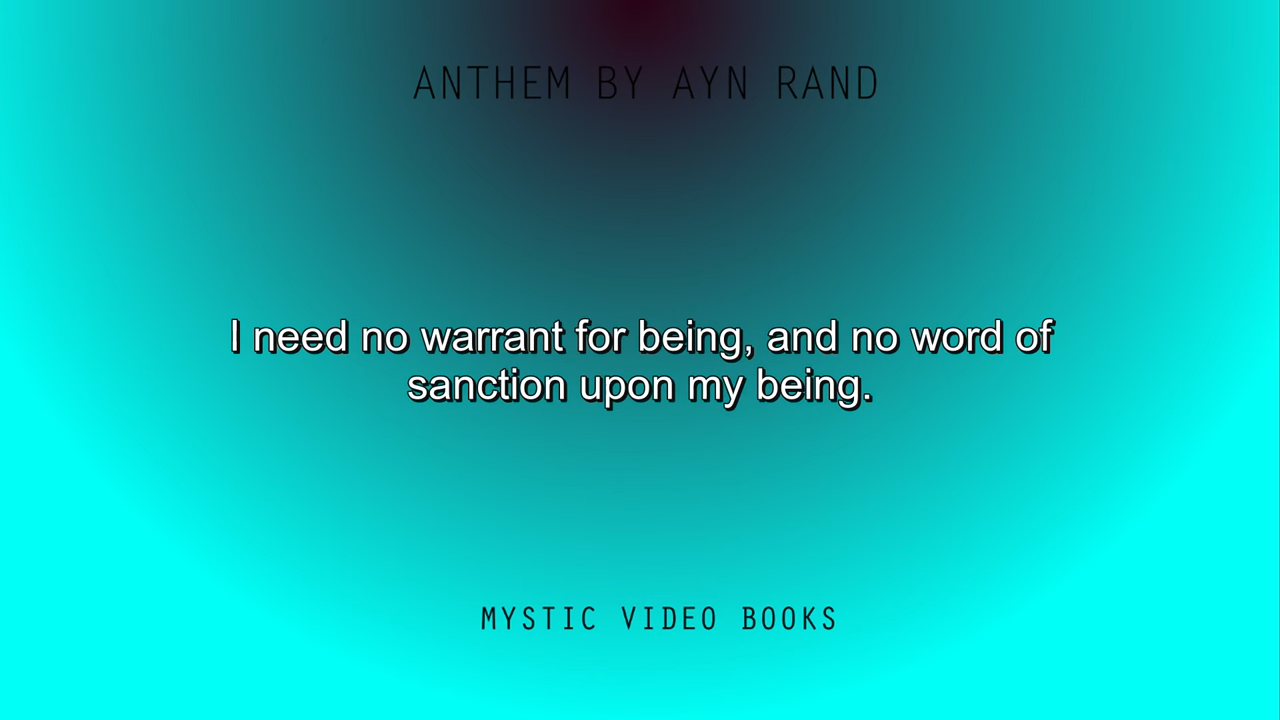 ANTHEM BY AYN RAND
I need no warrant for being, and no word of
sanction upon my being.
MYSTIC VIDEO BOOKS